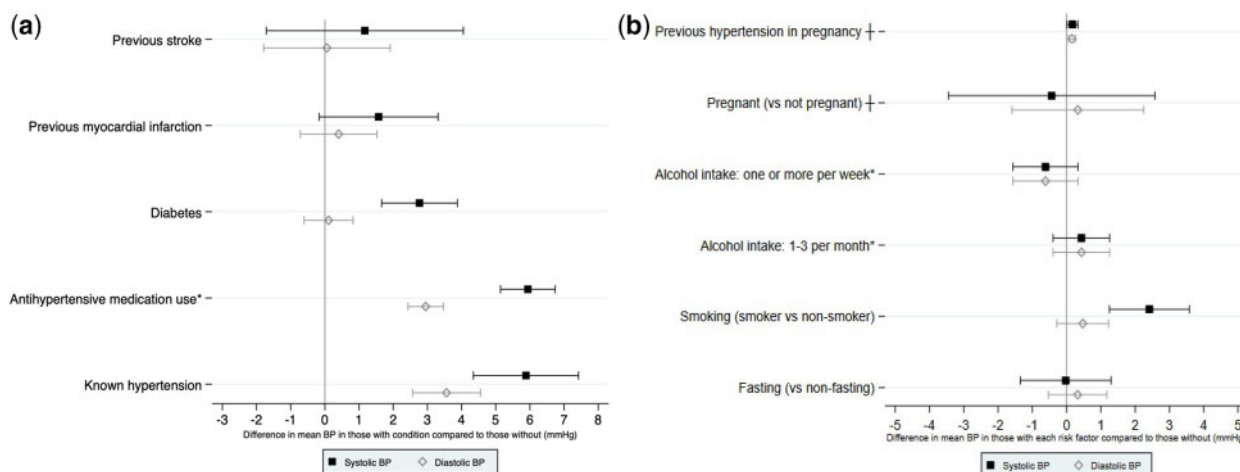 (a)
Previous stroke
Previous myocardial infarction
Diabetes
Antihypertensive medication use*
Known hypertension
-3 -2 -1 0 1 2 3 4 5 6 7 8
Difference in mean BP in those with condition compared to those without (mmHg)
Systolic BP Diastolic BP
(b)
Previous hypertension in pregnancy ┼
Pregnant (vs not pregnant) ┼
Alcohol intake: one or more per week*
Alcohol intake: 1-3 per month*
Smoking (smoker vs non-smoker)
Fasting (vs non-fasting)
-5 -4 -3 -2 -1 0 1 2 3 4 5
Difference in mean BP in those with each risk factor compared to those without (mmHg)
Systolic BP Diastolic BP